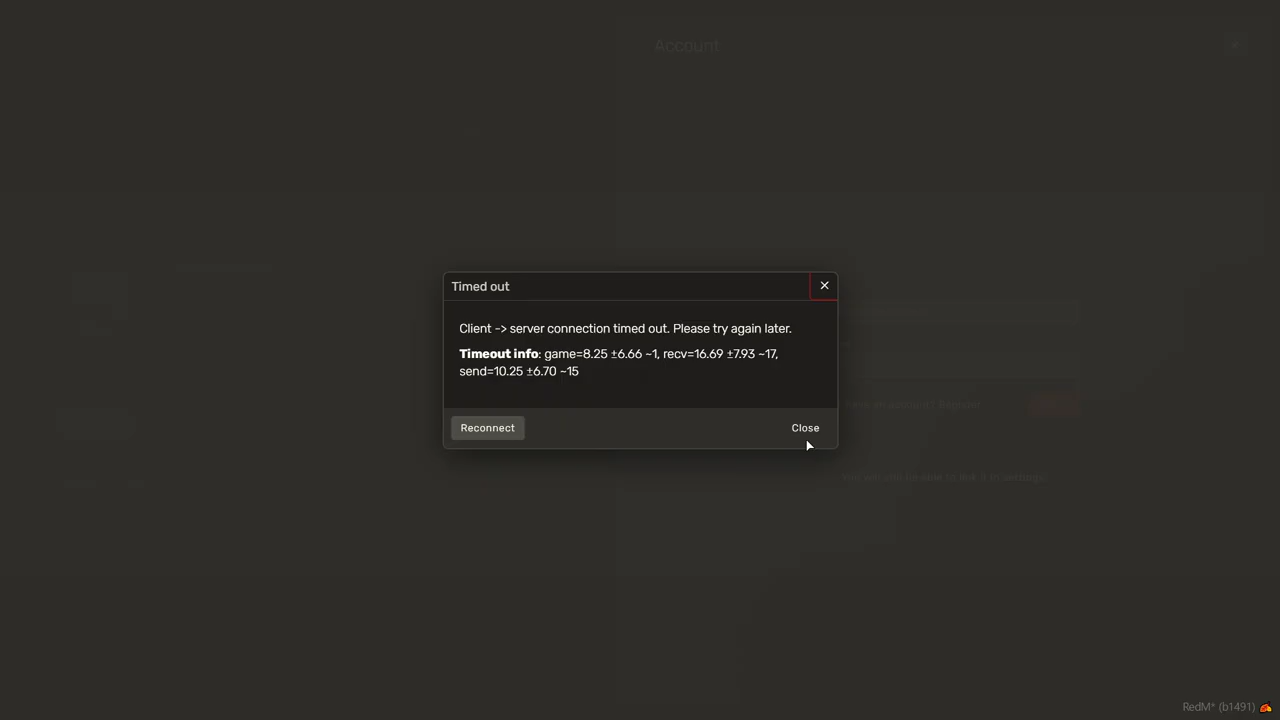 Account
Timed out
Client -> server connection timed out. Please try again later.
Timeout info: game=8.25 ±6.66 ~1, recv=16.69 ±7.93 ~17,
send=10.25 ±6.70 ~15
Reconnect
Close
RedM* (b1491)